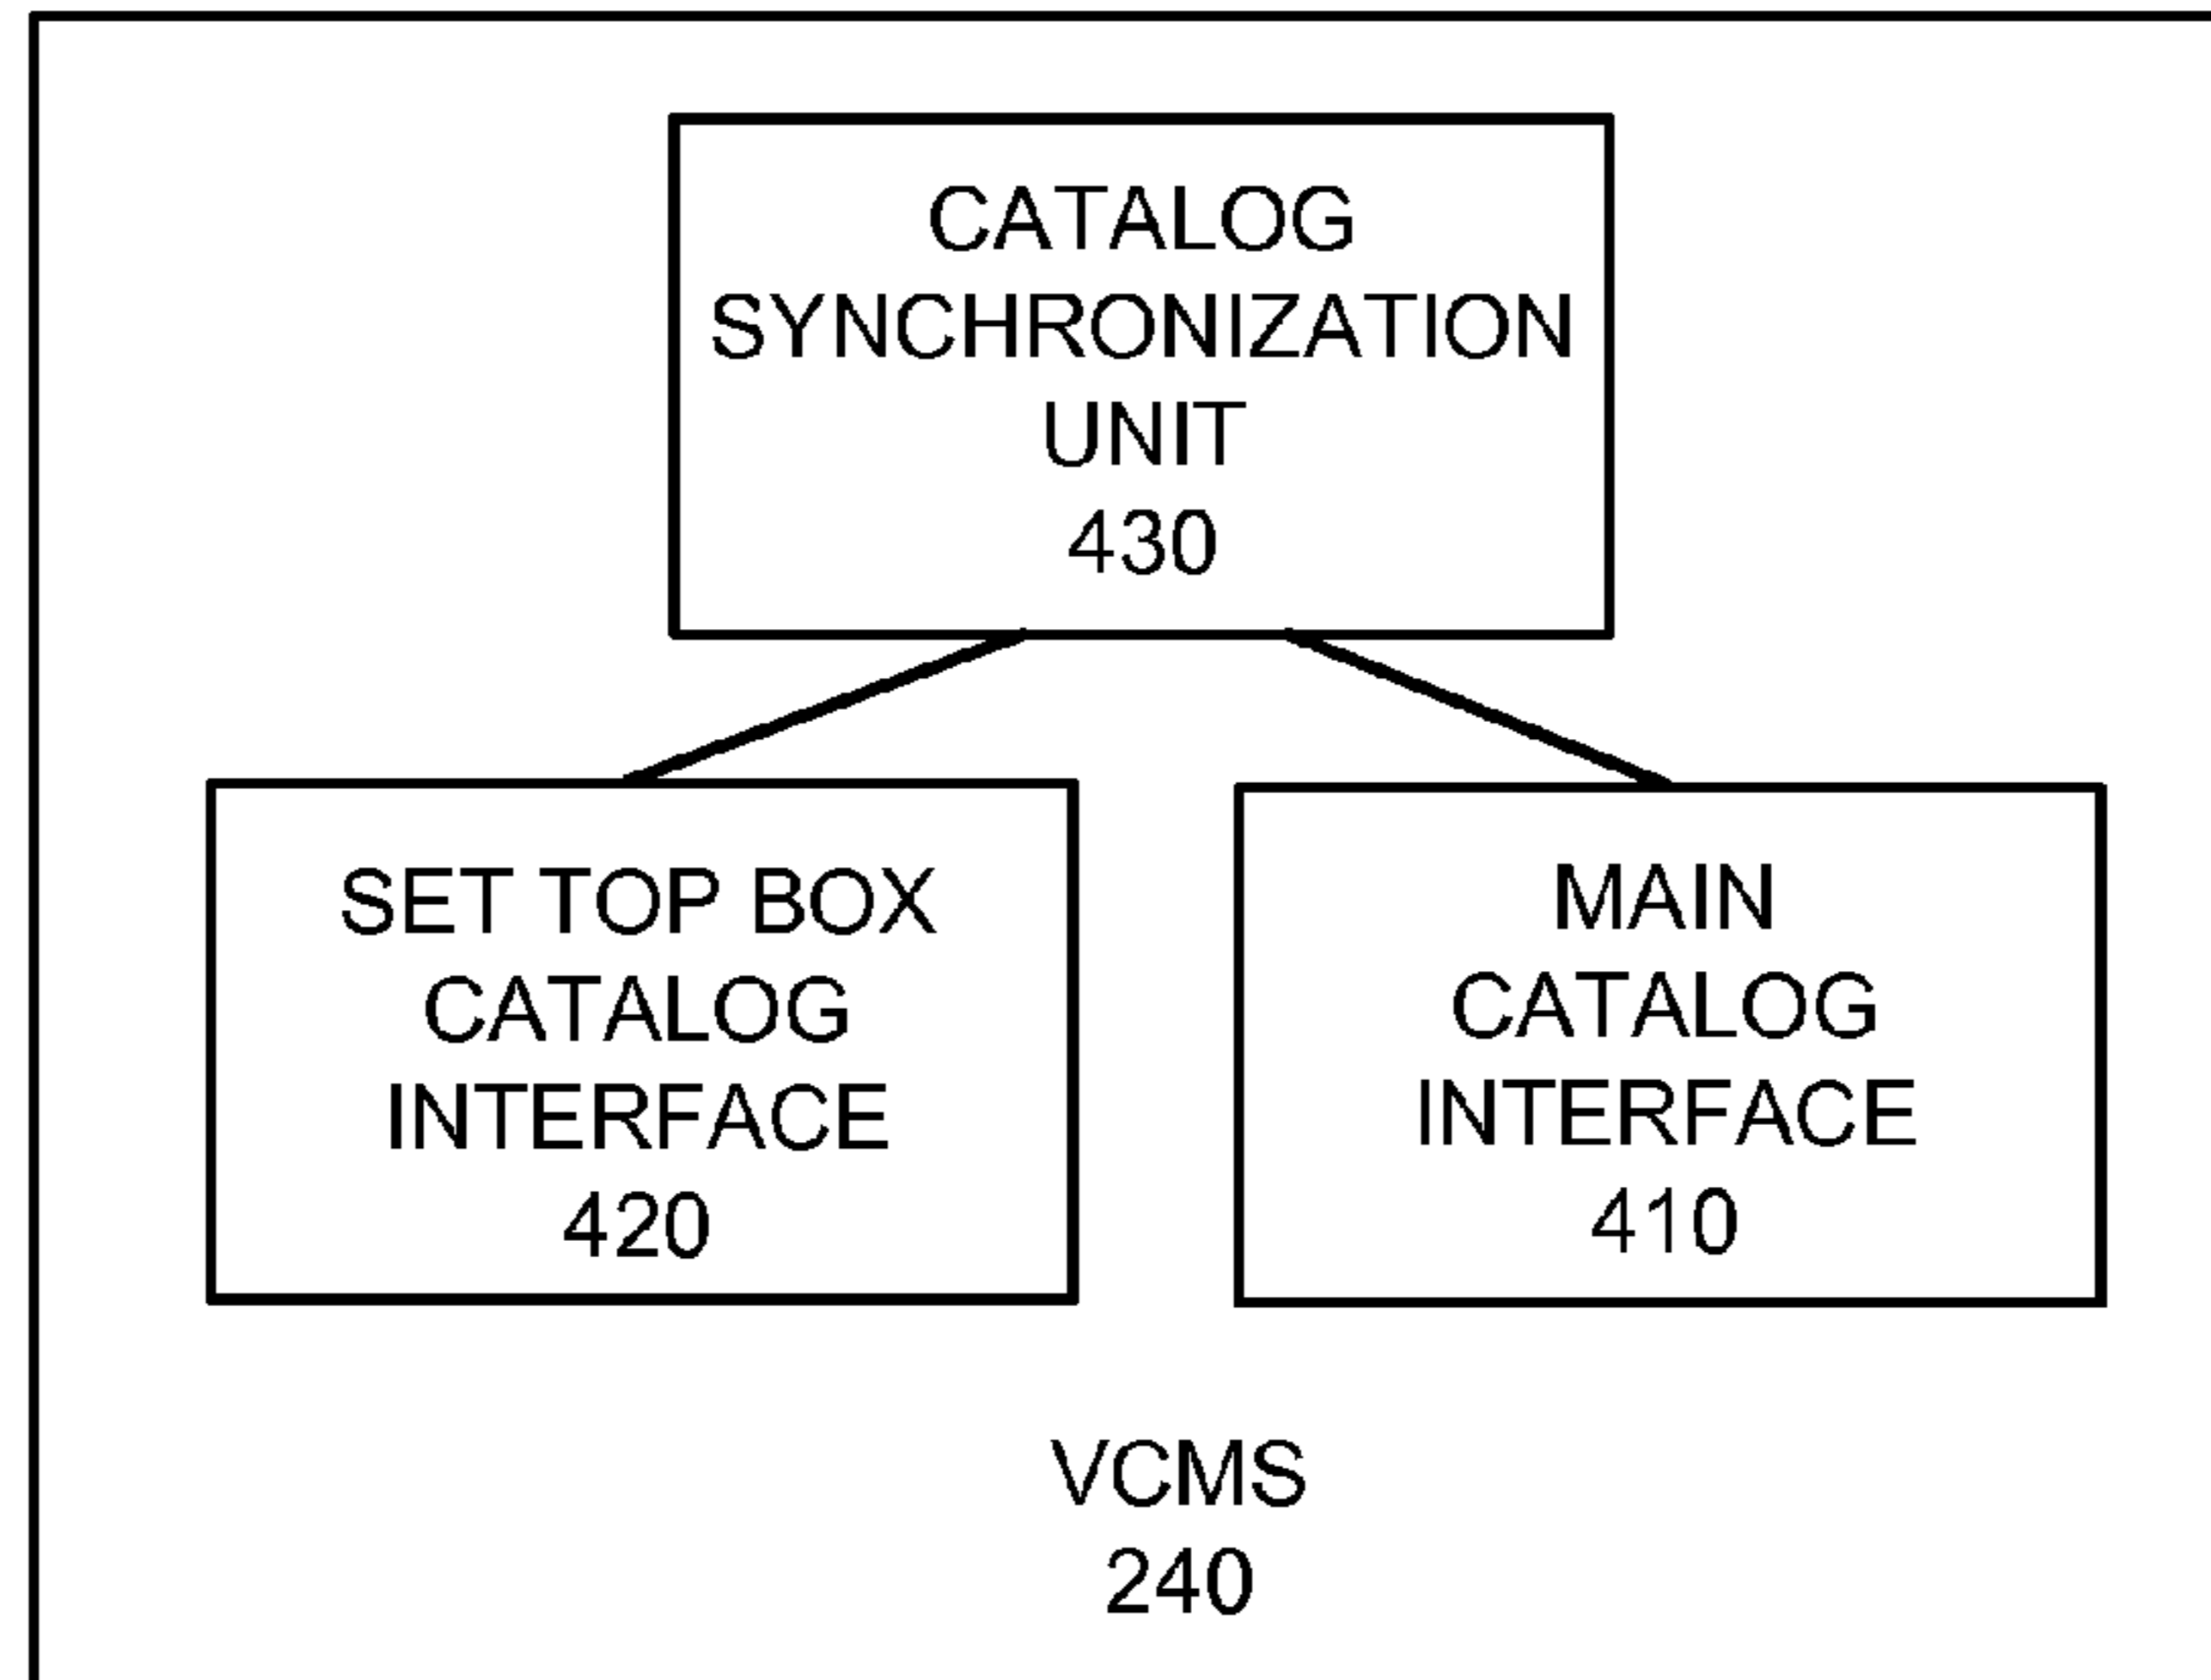 CATALOG
SYNCHRONIZATION
UNIT
430
SET TOP BOX
CATALOG
INTERFACE
420
MAIN
CATALOG
INTERFACE
410
VCMS
240